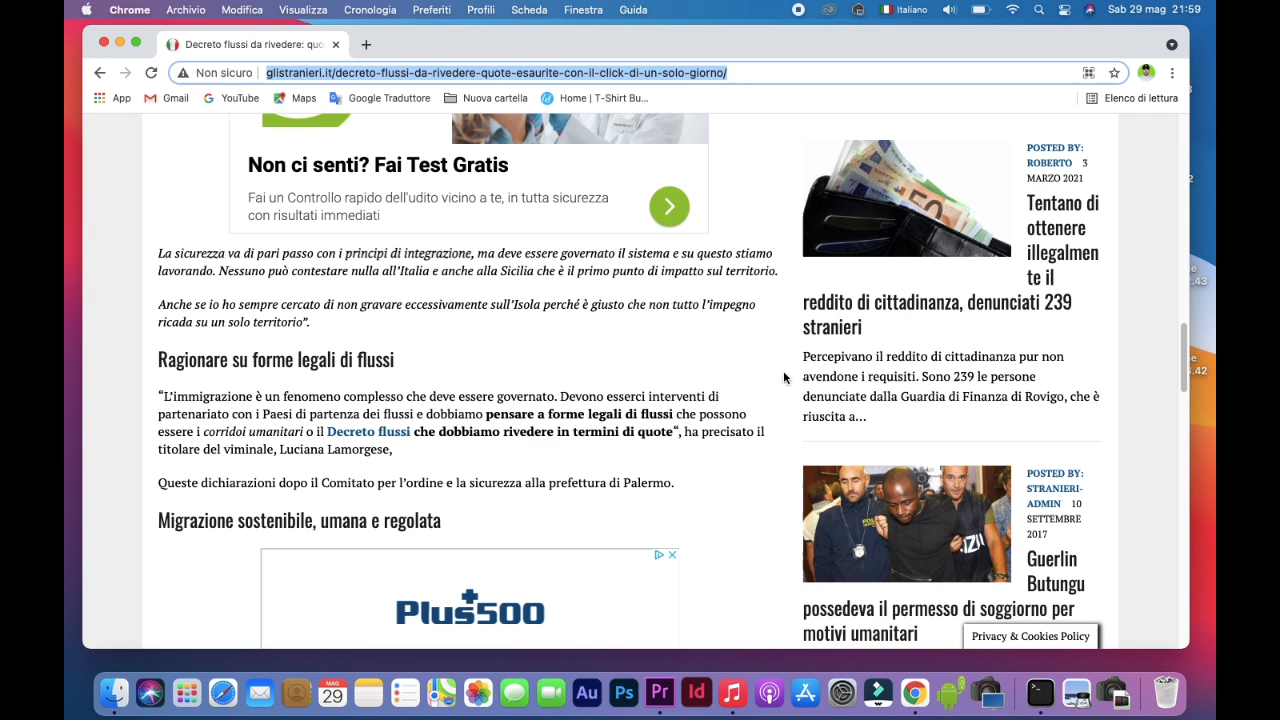 Chrome Archivio Modifica Visualizza Cronologia Preferiti Profili Scheda Finestra Guida Italiano Sab 29 mag 21:59
Decreto flussi da rivedere: quo
Non sicuro glistranieri.it/decreto-flussi-da-rivedere-quote-esaurite-con-il-click-di-un-solo-giorno/
App Gmail YouTube Maps Google Traduttore Nuova cartella Home | T-Shirt Bu... Elenco di lettura
Non ci senti? Fai Test Gratis
Fai un Controllo rapido dell'udito vicino a te, in tutta sicurezza
con risultati immediati
La sicurezza va di pari passo con i principi di integrazione, ma deve essere governato il sistema e su questo stiamo
lavorando. Nessuno può contestare nulla all'Italia e anche alla Sicilia che è il primo punto di impatto sul territorio.
Anche se io ho sempre cercato di non gravare eccessivamente sull'Isola perché è giusto che non tutto l'impegno
ricada su un solo territorio".
Ragionare su forme legali di flussi
“L'immigrazione è un fenomeno complesso che deve essere governato. Devono esserci interventi di
partenariato con i Paesi di partenza dei flussi e dobbiamo pensare a forme legali di flussi che possono
essere i corridoi umanitari o il Decreto flussi che dobbiamo rivedere in termini di quote“, ha precisato il
titolare del viminale, Luciana Lamorgese,
Queste dichiarazioni dopo il Comitato per l'ordine e la sicurezza alla prefettura di Palermo.
Migrazione sostenibile, umana e regolata
Plus500
POSTED BY:
ROBERTO 3
MARZO 2021
Tentano di
ottenere
illegalmen
te il
reddito di cittadinanza, denunciati 239
stranieri
Percepivano il reddito di cittadinanza pur non
avendone i requisiti. Sono 239 le persone
denunciate dalla Guardia di Finanza di Rovigo, che è
riuscita a...
POSTED BY:
STRANIERI-
ADMIN 10
SETTEMBRE
2017
Guerlin
Butungu
possedeva il permesso di soggiorno per
motivi umanitari
Privacy & Cookies Policy
MAG
29
Au Ps Pr Id